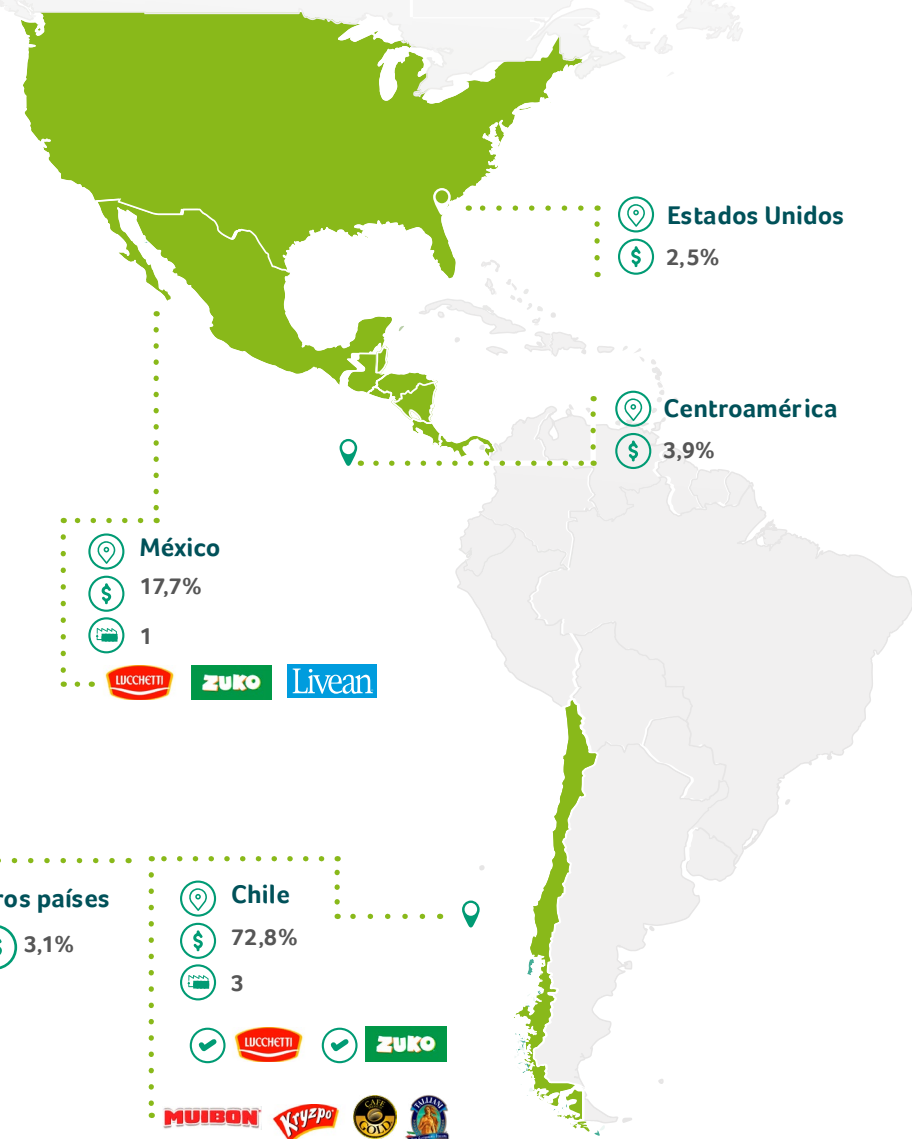 Estados Unidos
2,5%
Centroamérica
3,9%
México
17,7%
1
LUCCHETTI ZUKO Livean
ros países
3,1%
Chile
72,8%
3
LUCCHETTI ZUKO
MUIBON Kryzpo CAFE GOLD